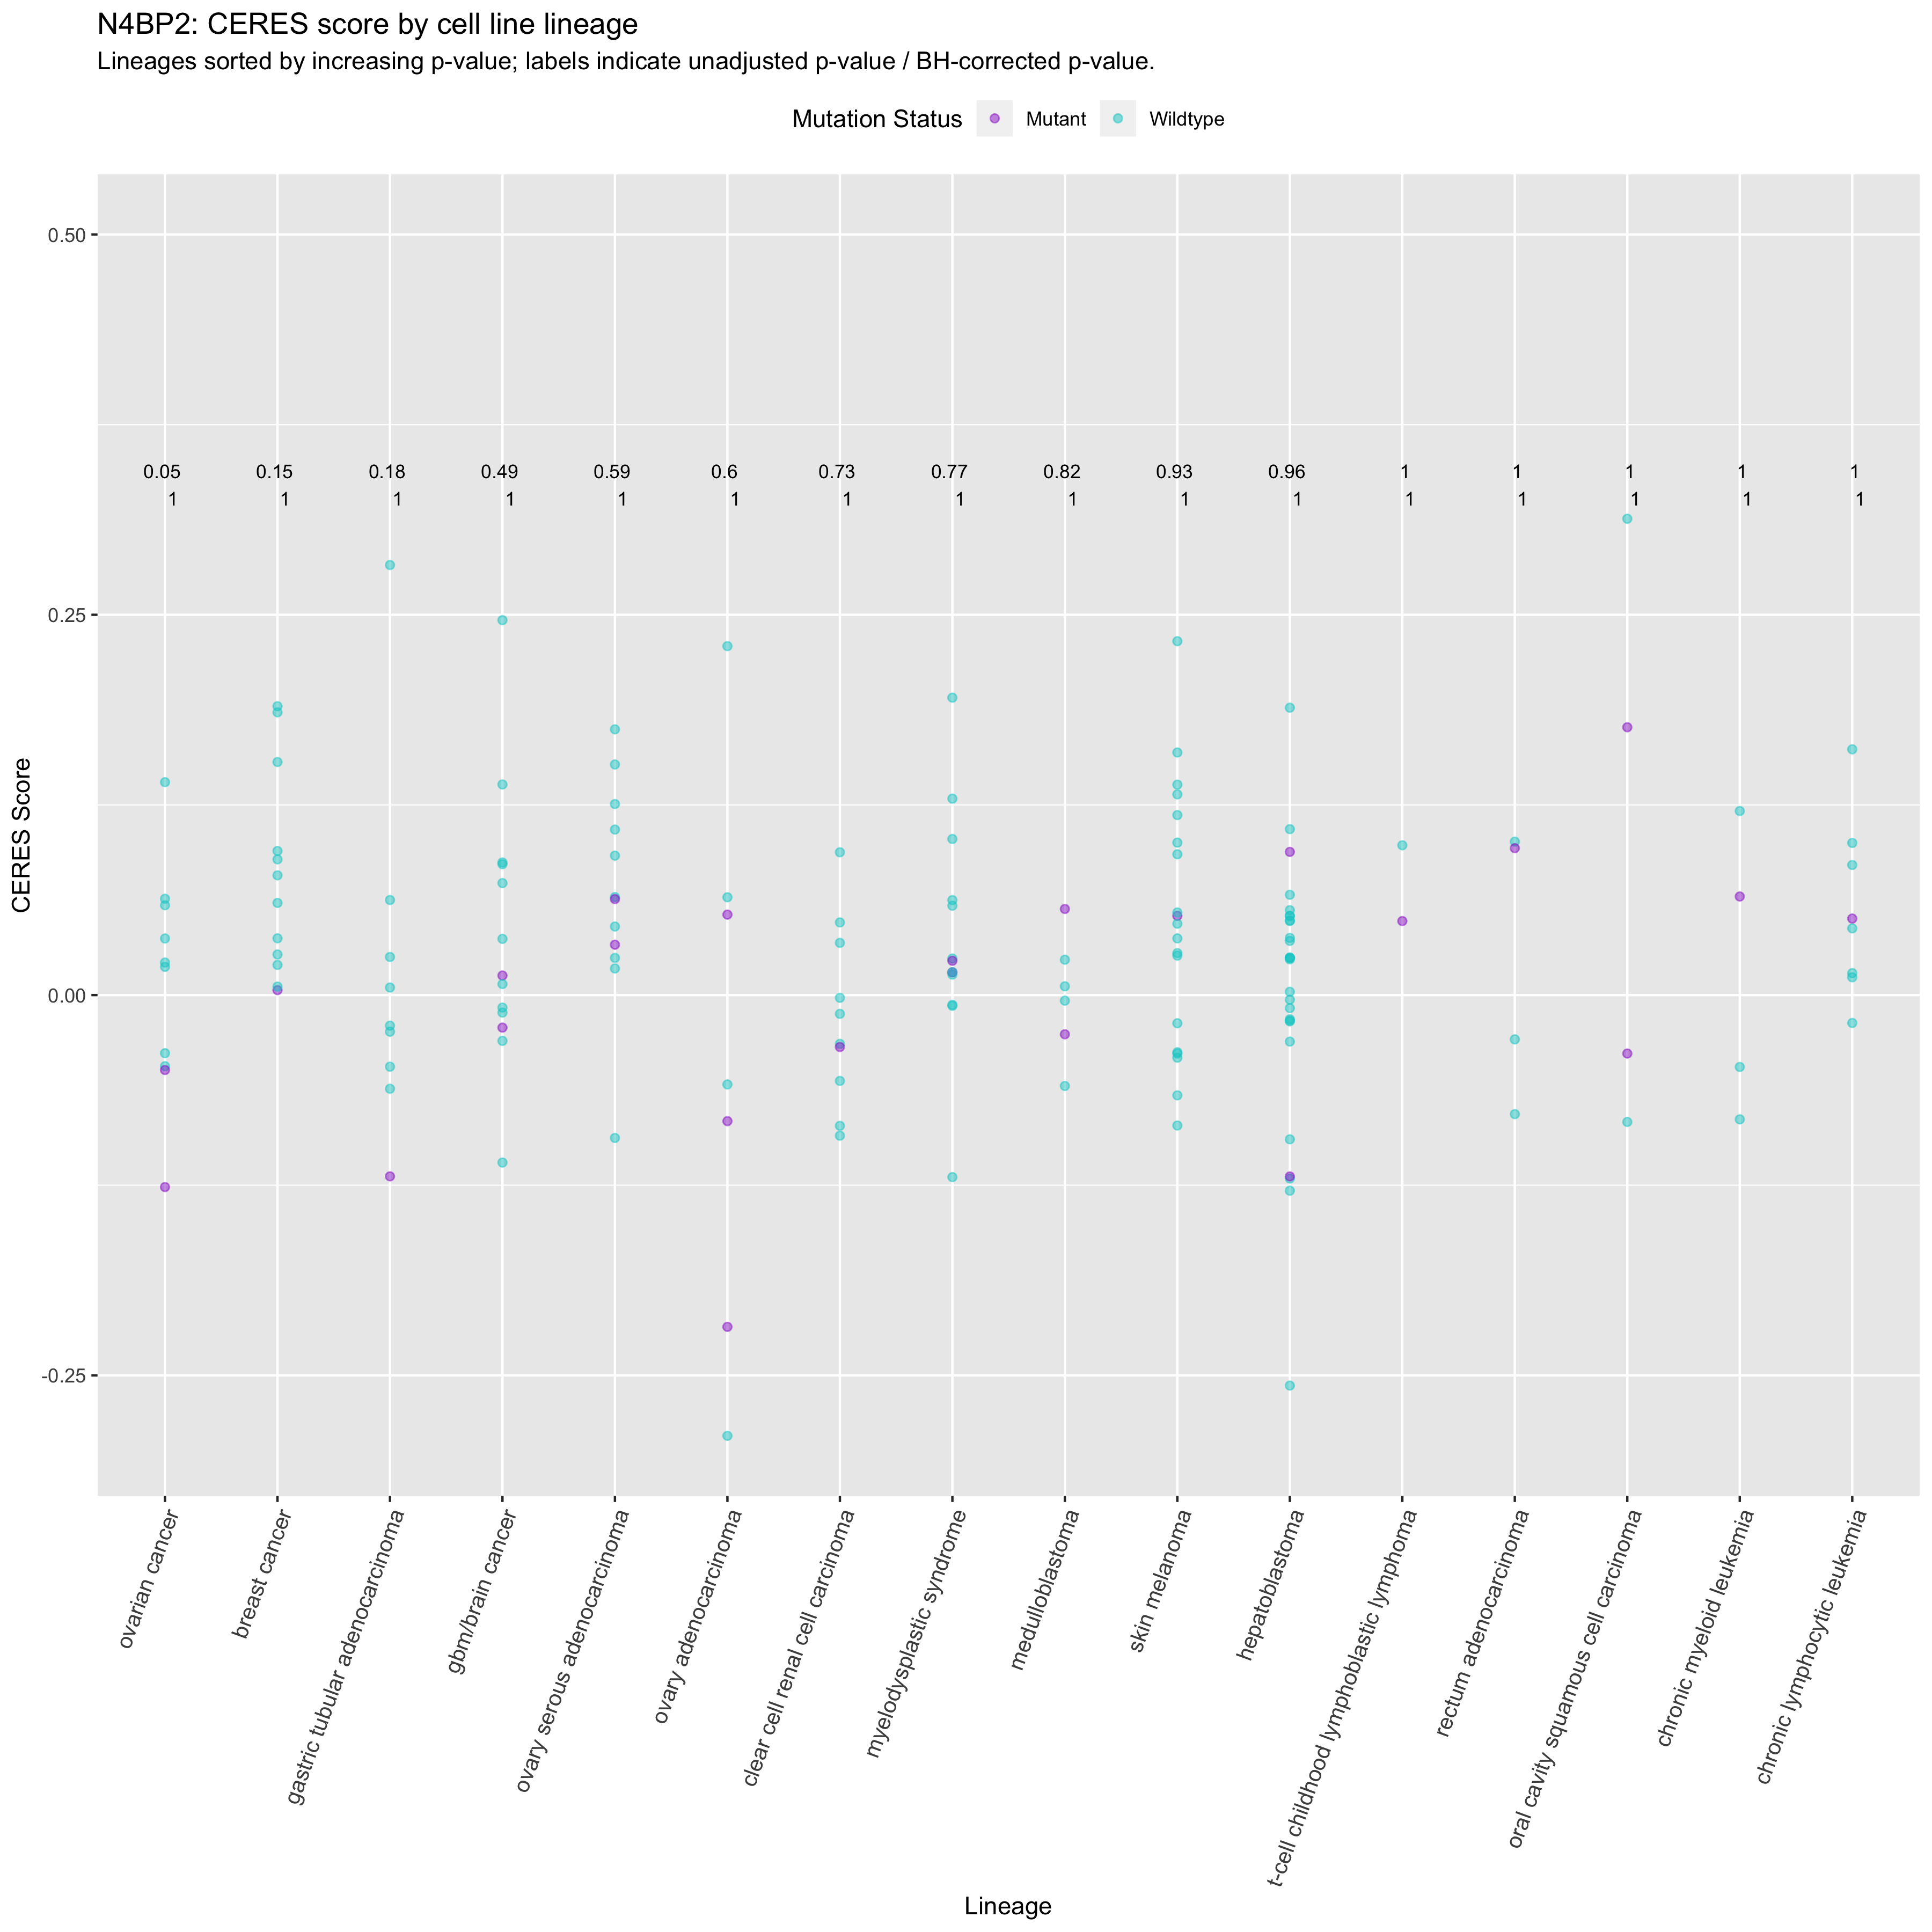 N4BP2: CERES score by cell line lineage
Lineages sorted by increasing p-value; labels indicate unadjusted p-value / BH-corrected p-value.
Mutation Status Mutant Wildtype
0.50
0.05 0.15 0.18 0.49 0.59 0.6 0.73 0.77 0.82 0.93 0.96 1 1 1 1 1
1 1 1 1 1 1 1 1 1 1 1 1 1 1 1 1
0.25
0.00
-0.25
CERES Score
ovarian cancer
breast cancer
gastric tubular adenocarcinoma
gbm/brain cancer
ovary serous adenocarcinoma
ovary adenocarcinoma
clear cell renal cell carcinoma
myelodysplastic syndrome
medulloblastoma
skin melanoma
hepatoblastoma
t-cell childhood lymphoblastic lymphoma
rectum adenocarcinoma
oral cavity squamous cell carcinoma
chronic myeloid leukemia
chronic lymphocytic leukemia
Lineage